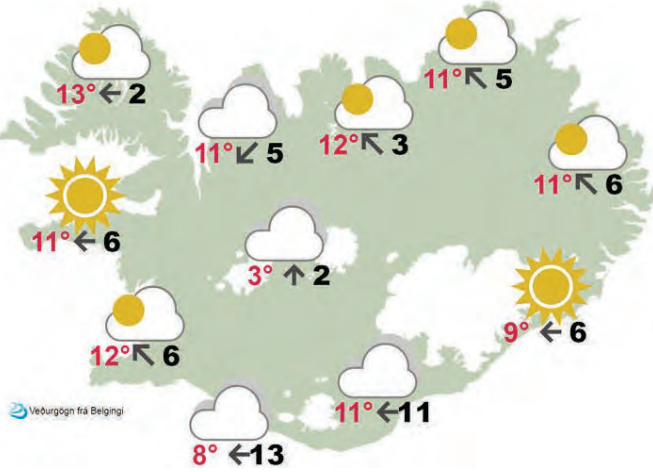 11° ↖ 5
13° ← 2
12° ↖ 3
11° ↙ 5
11° ↖ 6
11° ← 6
3° ↑ 2
9° ← 6
12° ↖ 6
11° ← 11
Veðurgögn frá Belgingi
8° ← 13